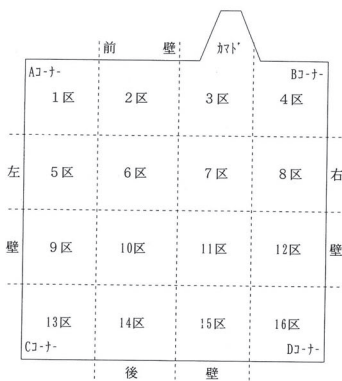 前 壁 カマド
Aコーナー Bコーナー
1区 2区 3区 4区
左 5区 6区 7区 8区 右
壁 9区 10区 11区 12区 壁
13区 14区 15区 16区
Cコーナー Dコーナー
後 壁